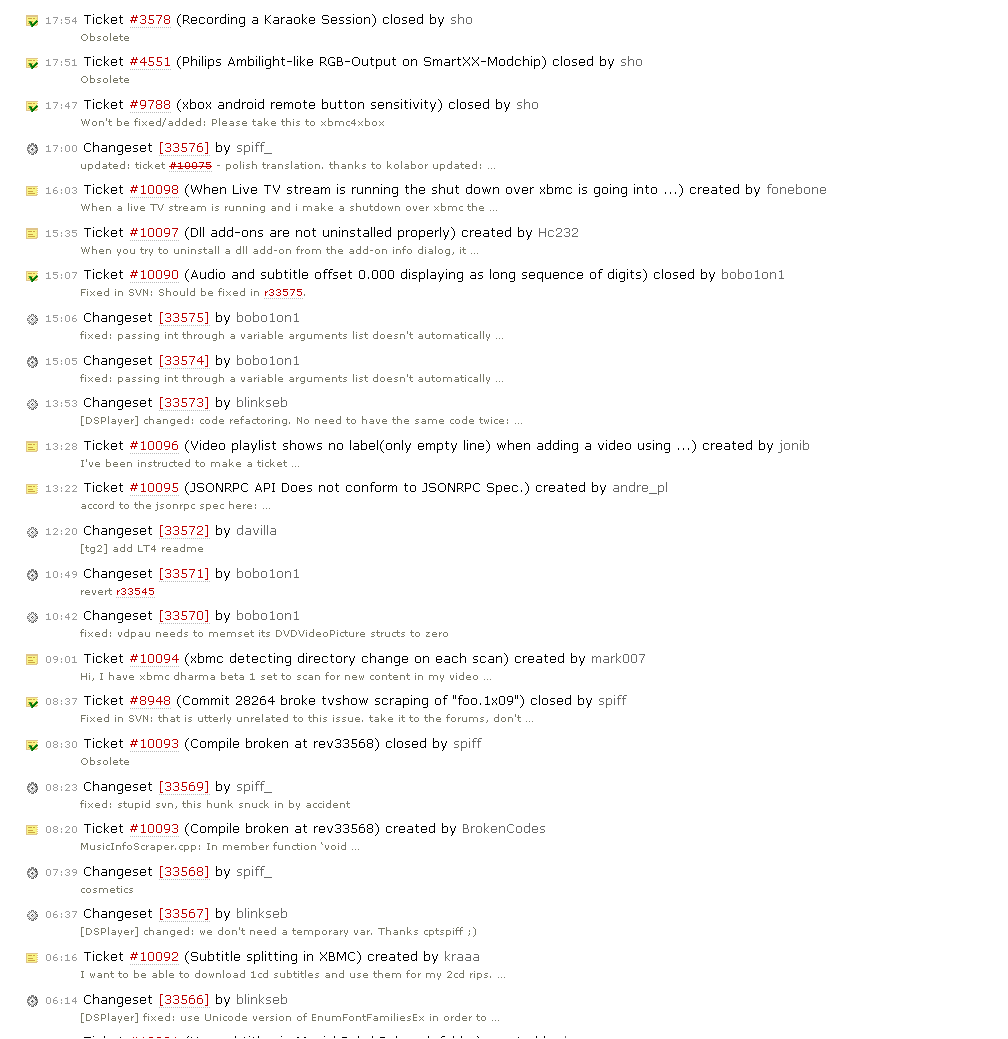 17:54 Ticket #3578 (Recording a Karaoke Session) closed by sho
Obsolete
17:51 Ticket #4551 (Philips Ambilight-like RGB-Output on SmartXX-Modchip) closed by sho
Obsolete
17:47 Ticket #9788 (xbox android remote button sensitivity) closed by sho
Won't be fixed/added: Please take this to xbmc4xbox
17:00 Changeset [33576] by spiff_
updated: ticket #10075 - polish translation. thanks to kolabor updated: ...
16:03 Ticket #10098 (When Live TV stream is running the shut down over xbmc is going into ...) created by fonebone
When a live TV stream is running and i make a shutdown over xbmc the ...
15:35 Ticket #10097 (Dll add-ons are not uninstalled properly) created by Hc232
When you try to uninstall a dll add-on from the add-on info dialog, it ...
15:07 Ticket #10090 (Audio and subtitle offset 0.000 displaying as long sequence of digits) closed by bobo1on1
Fixed in SVN: Should be fixed in r33575.
15:06 Changeset [33575] by bobo1on1
fixed: passing int through a variable arguments list doesn't automatically ...
15:05 Changeset [33574] by bobo1on1
fixed: passing int through a variable arguments list doesn't automatically ...
13:53 Changeset [33573] by blinkseb
[DSPlayer] changed: code refactoring. No need to have the same code twice: ...
13:28 Ticket #10096 (Video playlist shows no label(only empty line) when adding a video using ...) created by jonib
I've been instructed to make a ticket ...
13:22 Ticket #10095 (JSONRPC API Does not conform to JSONRPC Spec.) created by andre_pl
accord to the jsonrpc spec here: ...
12:20 Changeset [33572] by davilla
[tg2] add LT4 readme
10:49 Changeset [33571] by bobo1on1
revert r33545
10:42 Changeset [33570] by bobo1on1
fixed: vdpau needs to memset its DVDVideoPicture structs to zero
09:01 Ticket #10094 (xbmc detecting directory change on each scan) created by mark007
Hi, I have xbmc dharma beta 1 set to scan for new content in my video ...
08:37 Ticket #8948 (Commit 28264 broke tvshow scraping of "foo.1x09") closed by spiff
Fixed in SVN: that is utterly unrelated to this issue. take it to the forums, don't ...
08:30 Ticket #10093 (Compile broken at rev33568) closed by spiff
Obsolete
08:23 Changeset [33569] by spiff_
fixed: stupid svn, this hunk snuck in by accident
08:20 Ticket #10093 (Compile broken at rev33568) created by BrokenCodes
MusicInfoScraper.cpp: In member function 'void ...
07:39 Changeset [33568] by spiff_
cosmetics
06:37 Changeset [33567] by blinkseb
[DSPlayer] changed: we don't need a temporary var. Thanks cptspiff ;)
06:16 Ticket #10092 (Subtitle splitting in XBMC) created by kraaa
I want to be able to download 1cd subtitles and use them for my 2cd rips. ...
06:14 Changeset [33566] by blinkseb
[DSPlayer] fixed: use Unicode version of EnumFontFamiliesEx in order to ...